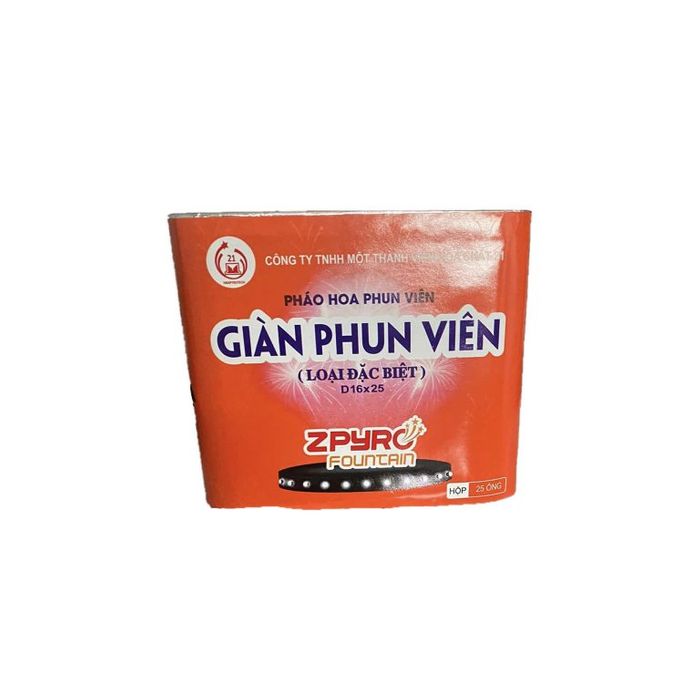 21
CÔNG TY TNHH MỘT THÀNH VIÊN HÓA CHẤT 21
PHÁO HOA PHUN VIÊN
GIÀN PHUN VIÊN
(LOẠI ĐẶC BIỆT)
D16x25
ZPYRO
FOUNTAIN
HỘP 25 ỐNG